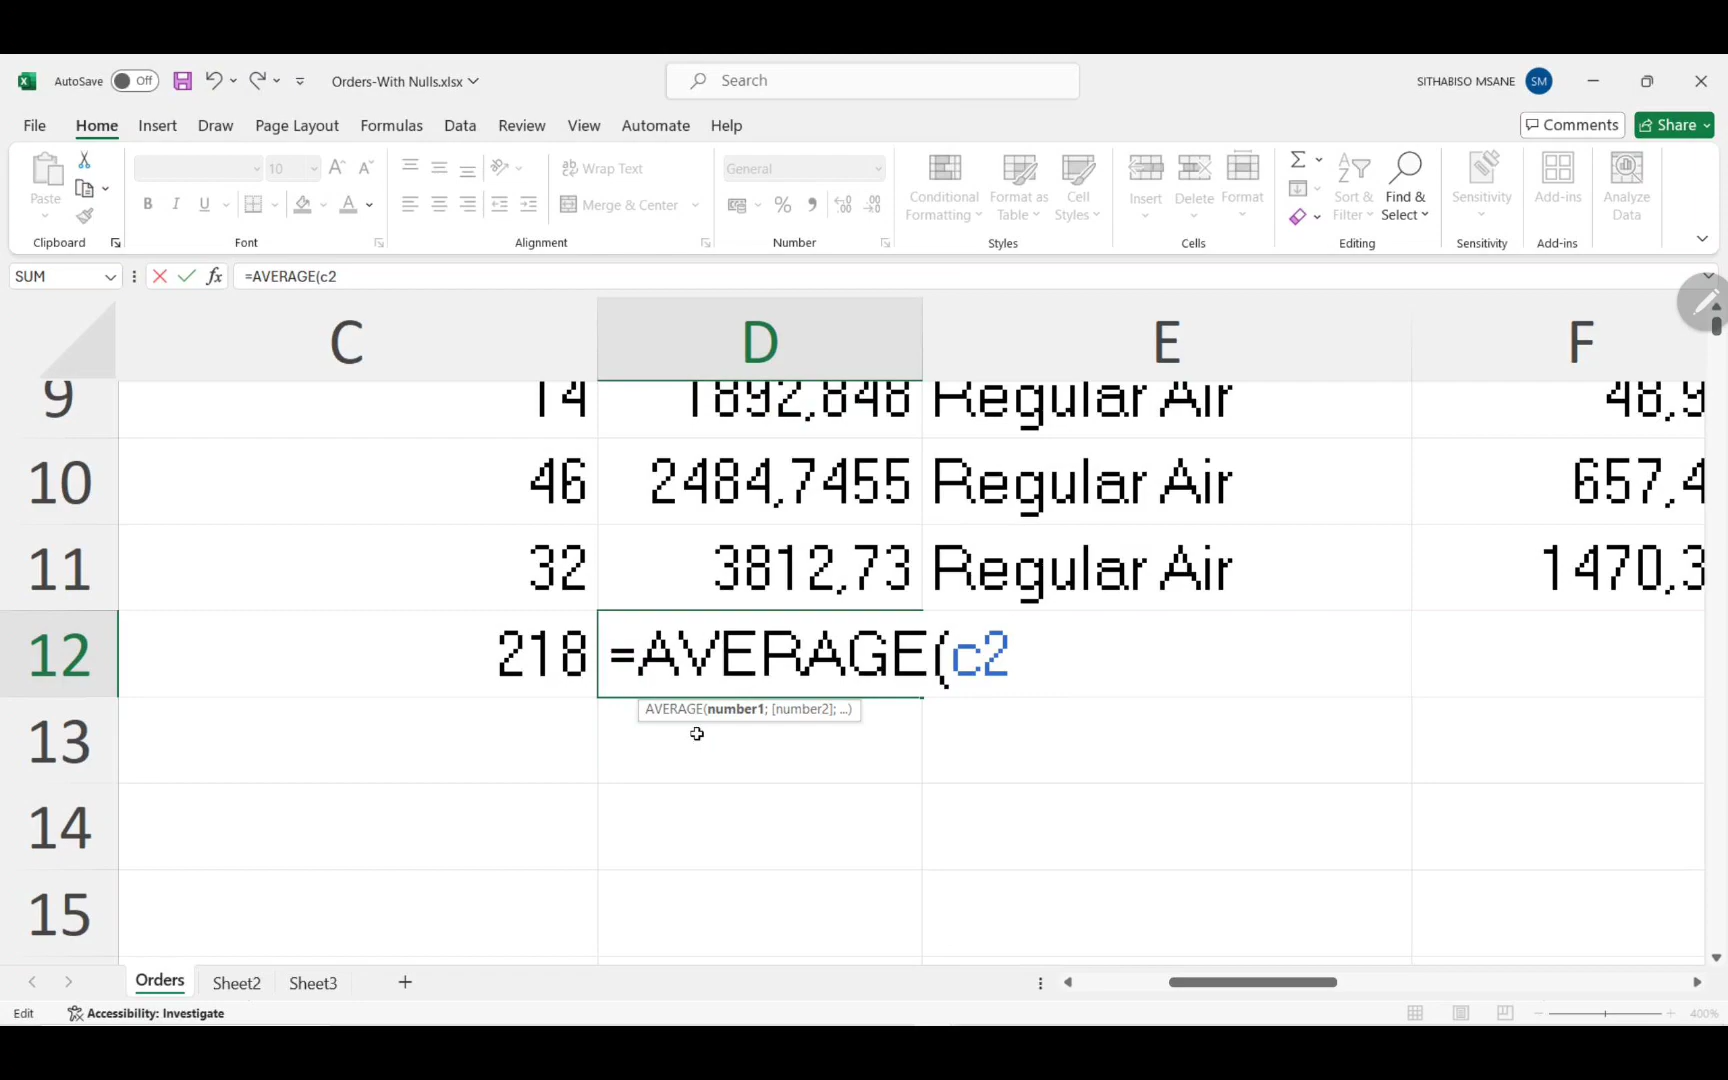 AutoSave Off Orders-With Nulls.xlsx Search SITHABISO MSANE SM
File Home Insert Draw Page Layout Formulas Data Review View Automate Help Comments Share
Paste 10 Wrap Text General Conditional Formatting Format as Table Cell Styles Insert Delete Format Sort & Filter Find & Select Sensitivity Add-ins Analyze Data
Merge & Center
Clipboard Font Alignment Number Styles Cells Editing Sensitivity Add-ins
SUM fx =AVERAGE(c2
C D E F
9 14 1892,848 Regular Air 48,9
10 46 2484,7455 Regular Air 657,4
11 32 3812,73 Regular Air 1470,3
12 218 =AVERAGE(c2
AVERAGE(number1; [number2]; ...)
13
14
15
Orders Sheet2 Sheet3
Edit Accessibility: Investigate 400%